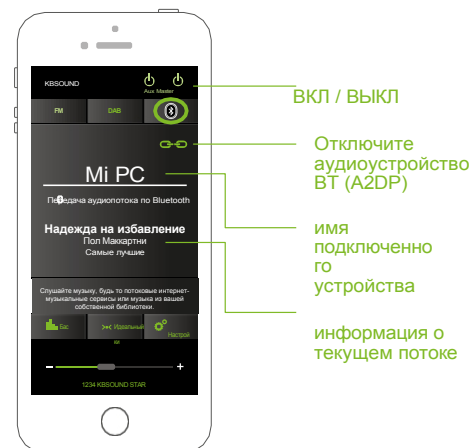 KBSOUND
Aux Master
FM DAB
Mi PC
Передача аудиопотока по Bluetooth
Надежда на избавление
Пол Маккартни
Самые лучшие
Слушайте музыку, будь то потоковые интернет-
музыкальные сервисы или музыка из вашей
собственной библиотеки.
Бас Идеальный Настрой
ки
1234 KBSOUND STAR
ВКЛ / ВЫКЛ
Отключите
аудиоустройство
BT (A2DP)
имя
подключенно
го
устройства
информация о
текущем потоке